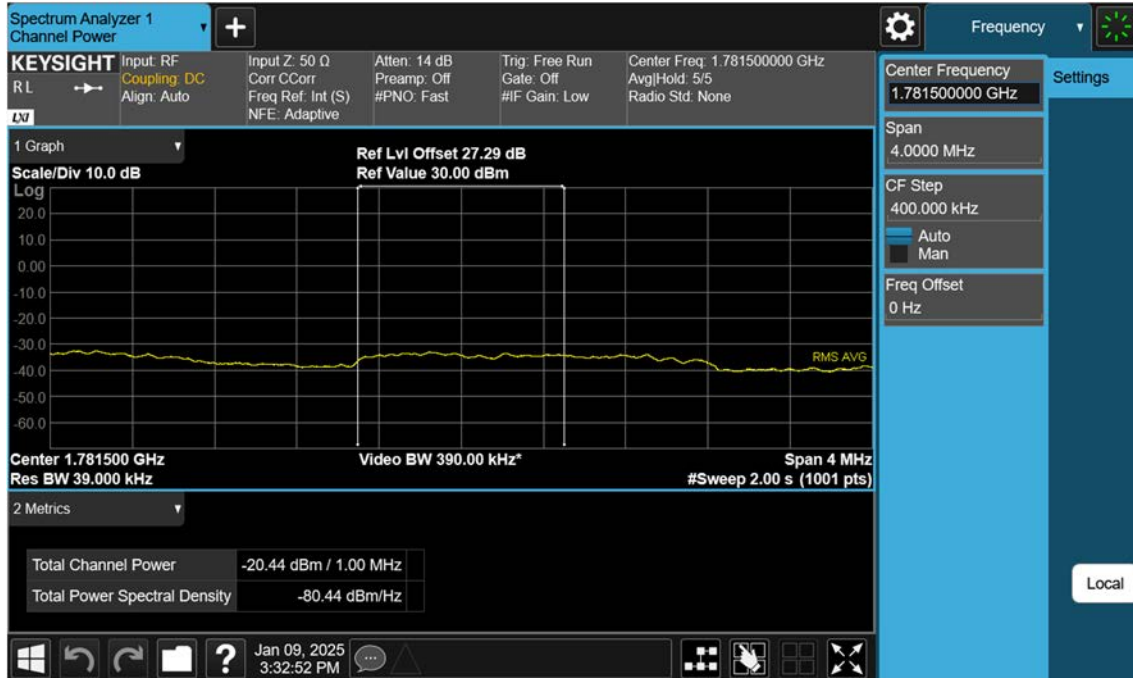 Spectrum Analyzer 1
Channel Power
Frequency
KEYSIGHT
R L
LXI
Input: RF
Coupling: DC
Align: Auto
Input Z: 50 Ω
Corr CCorr
Freq Ref: Int (S)
NFE: Adaptive
Atten: 14 dB
Preamp: Off
#PNO: Fast
Trig: Free Run
Gate: Off
#IF Gain: Low
Center Freq: 1.781500000 GHz
Avg|Hold: 5/5
Radio Std: None
Center Frequency
1.781500000 GHz
Settings
Span
4.0000 MHz
CF Step
400.000 kHz
Auto
Man
Freq Offset
0 Hz
Local
1 Graph
Ref Lvl Offset 27.29 dB
Scale/Div 10.0 dB
Ref Value 30.00 dBm
Log
20.0
10.0
0.00
-10.0
-20.0
-30.0
-40.0
-50.0
-60.0
RMS AVG
Center 1.781500 GHz
Video BW 390.00 kHz*
Span 4 MHz
Res BW 39.000 kHz
#Sweep 2.00 s (1001 pts)
2 Metrics
Total Channel Power
-20.44 dBm / 1.00 MHz
Total Power Spectral Density
-80.44 dBm/Hz
?
Jan 09, 2025
3:32:52 PM